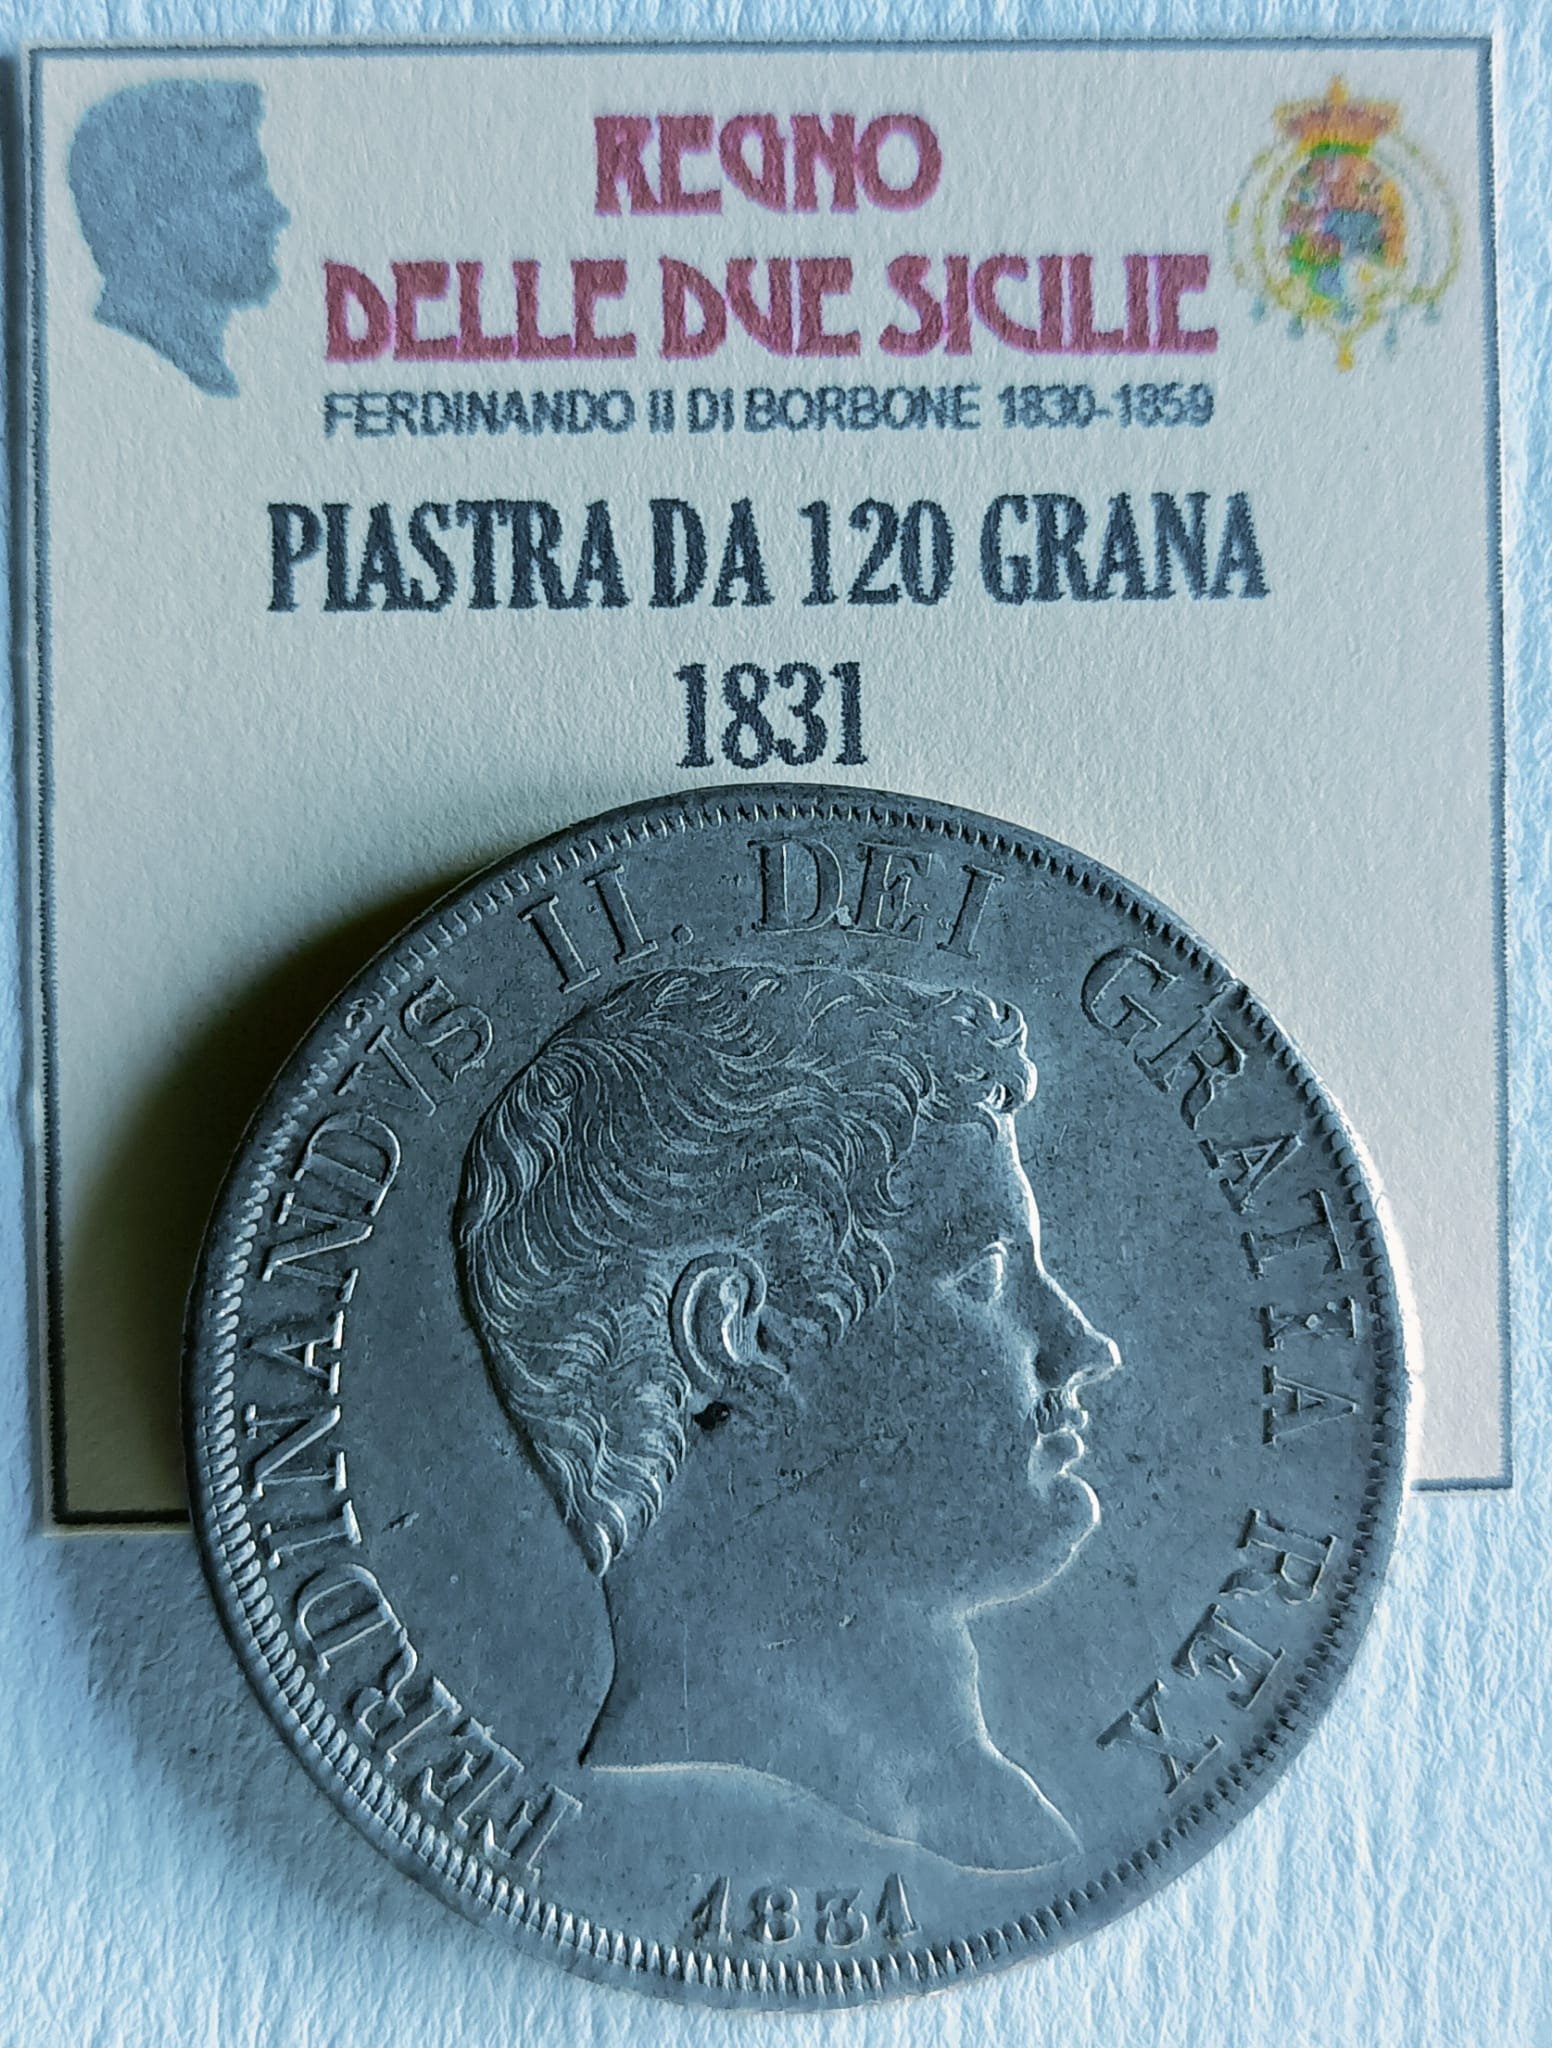 REGNO
DELLE DUE SICILIE
FERDINANDO II DI BORBONE 1830-1859
PIASTRA DA 120 GRANA
1831
FERDINANDVS II. DEI GRATIA REX
1831